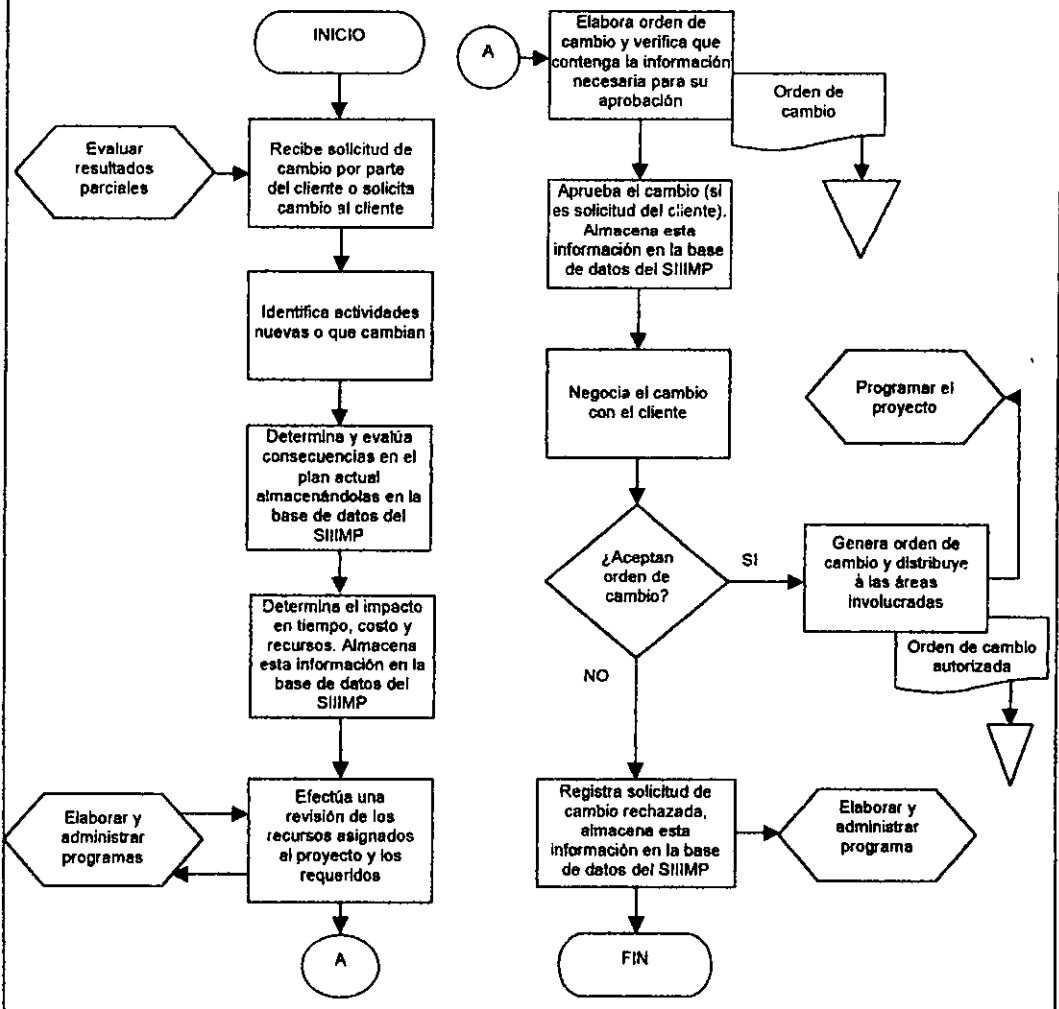 INICIO
Evaluar
resultados
parciales
Recibe solicitud de
cambio por parte
del cliente o solicita
cambio al cliente
Identifica actividades
nuevas o que cambian
Determina y evalúa
consecuencias en el
plan actual
almacenándolas en la
base de datos del
SIIIMP
Determina el impacto
en tiempo, costo y
recursos. Almacena
esta información en la
base de datos del
SIIIMP
Elaborar y
administrar
programas
Efectúa una
revisión de los
recursos asignados
al proyecto y los
requeridos
A
A
Elabora orden de
cambio y verifica que
contenga la información
necesaria para su
aprobación
Orden de
cambio
Aprueba el cambio (si
es solicitud del cliente).
Almacena esta
información en la base
de datos del SIIIMP
Negocia el cambio
con el cliente
Programar el
proyecto
¿Aceptan
orden de
cambio?
SI
Genera orden de
cambio y distribuye
à las áreas
involucradas
Orden de cambio
autorizada
NO
Registra solicitud de
cambio rechazada,
almacena esta
información en la base
de datos del SIIIMP
Elaborar y
administrar
programa
FIN